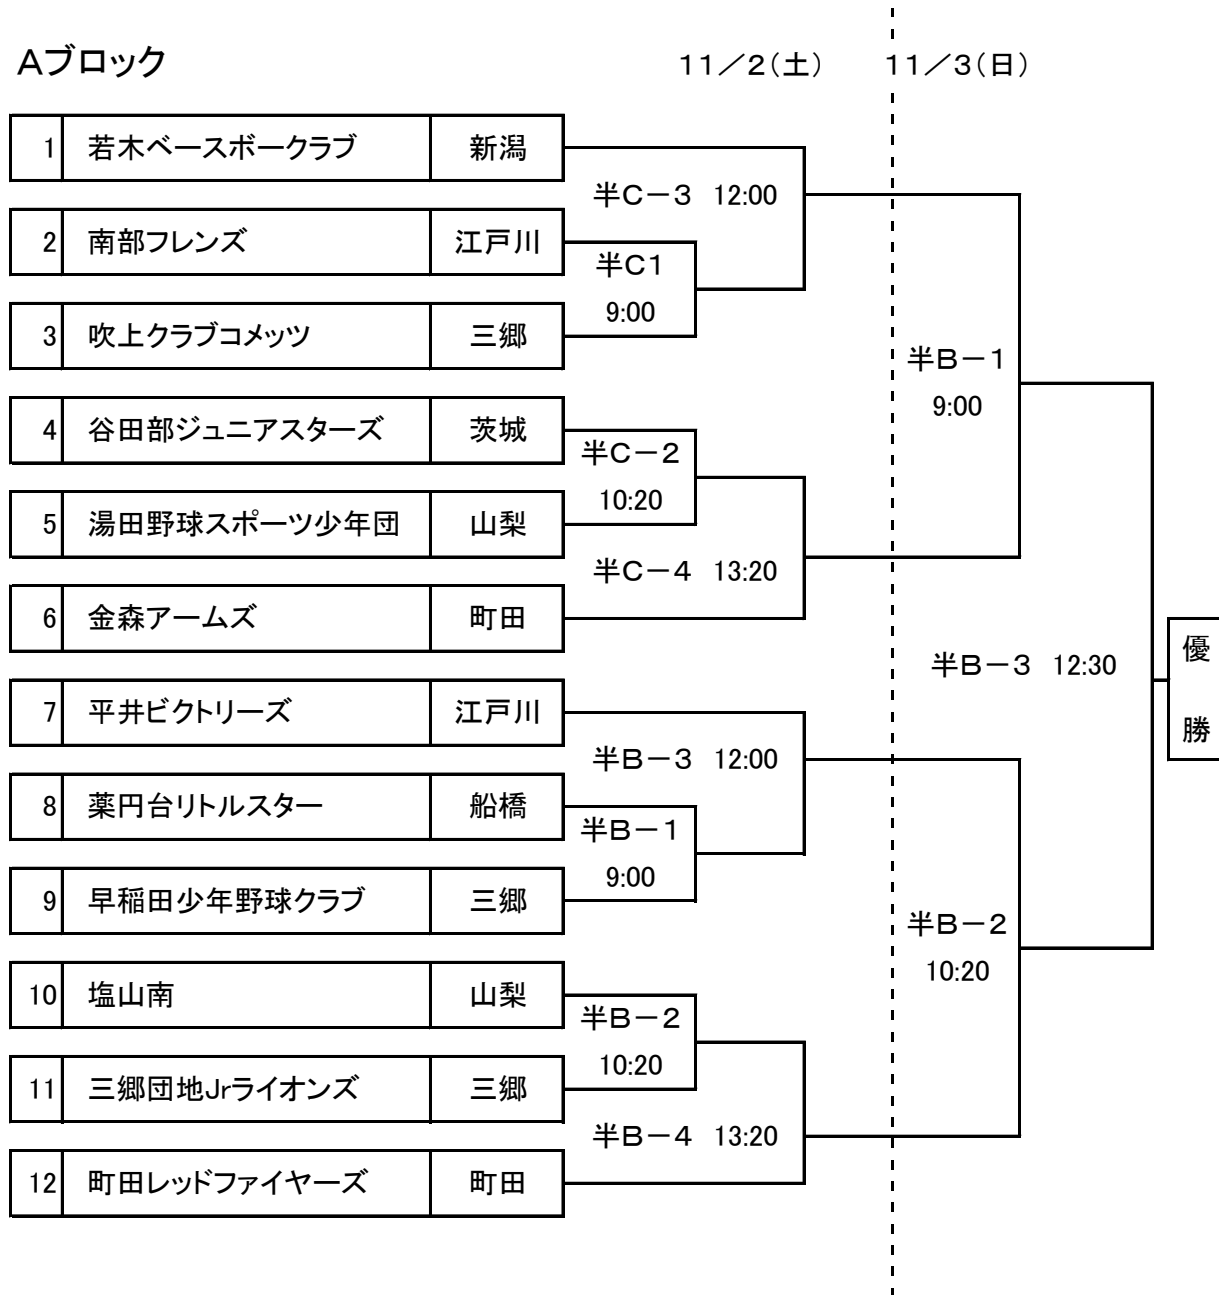 Aブロック
11／2（土）
11／3（日）
1 若木ベースボークラブ 新潟
半C－3 12:00
2 南部フレンズ 江戸川
半C1
9:00
3 吹上クラブコメッツ 三郷
半B－1
9:00
4 谷田部ジュニアスターズ 茨城
半C－2
10:20
5 湯田野球スポーツ少年団 山梨
半C－4 13:20
6 金森アームズ 町田
半B－3 12:30
優
勝
7 平井ビクトリーズ 江戸川
半B－3 12:00
8 薬円台リトルスター 船橋
半B－1
9:00
9 早稲田少年野球クラブ 三郷
半B－2
10:20
10 塩山南 山梨
半B－2
10:20
11 三郷団地Jrライオンズ 三郷
半B－4 13:20
12 町田レッドファイヤーズ 町田